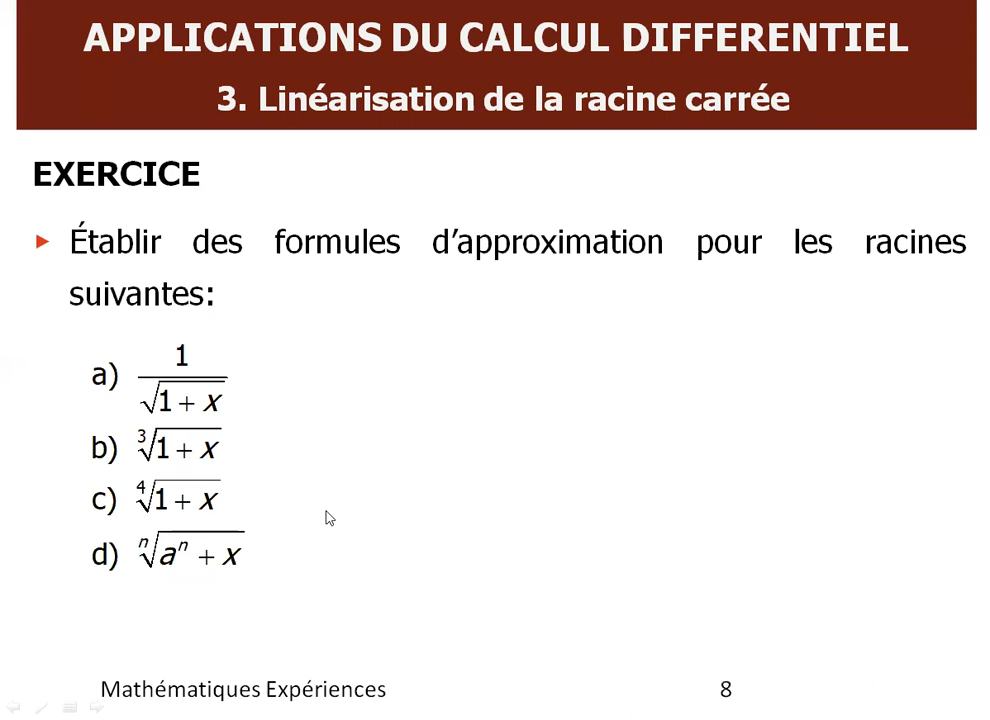 APPLICATIONS DU CALCUL DIFFERENTIEL
3. Linéarisation de la racine carrée
EXERCICE
Établir des formules d’approximation pour les racines
suivantes:
a) 1/√(1 + x)
b) ∛(1 + x)
c) ∜(1 + x)
d) ⁿ√(aⁿ + x)
Mathématiques Expériences 8